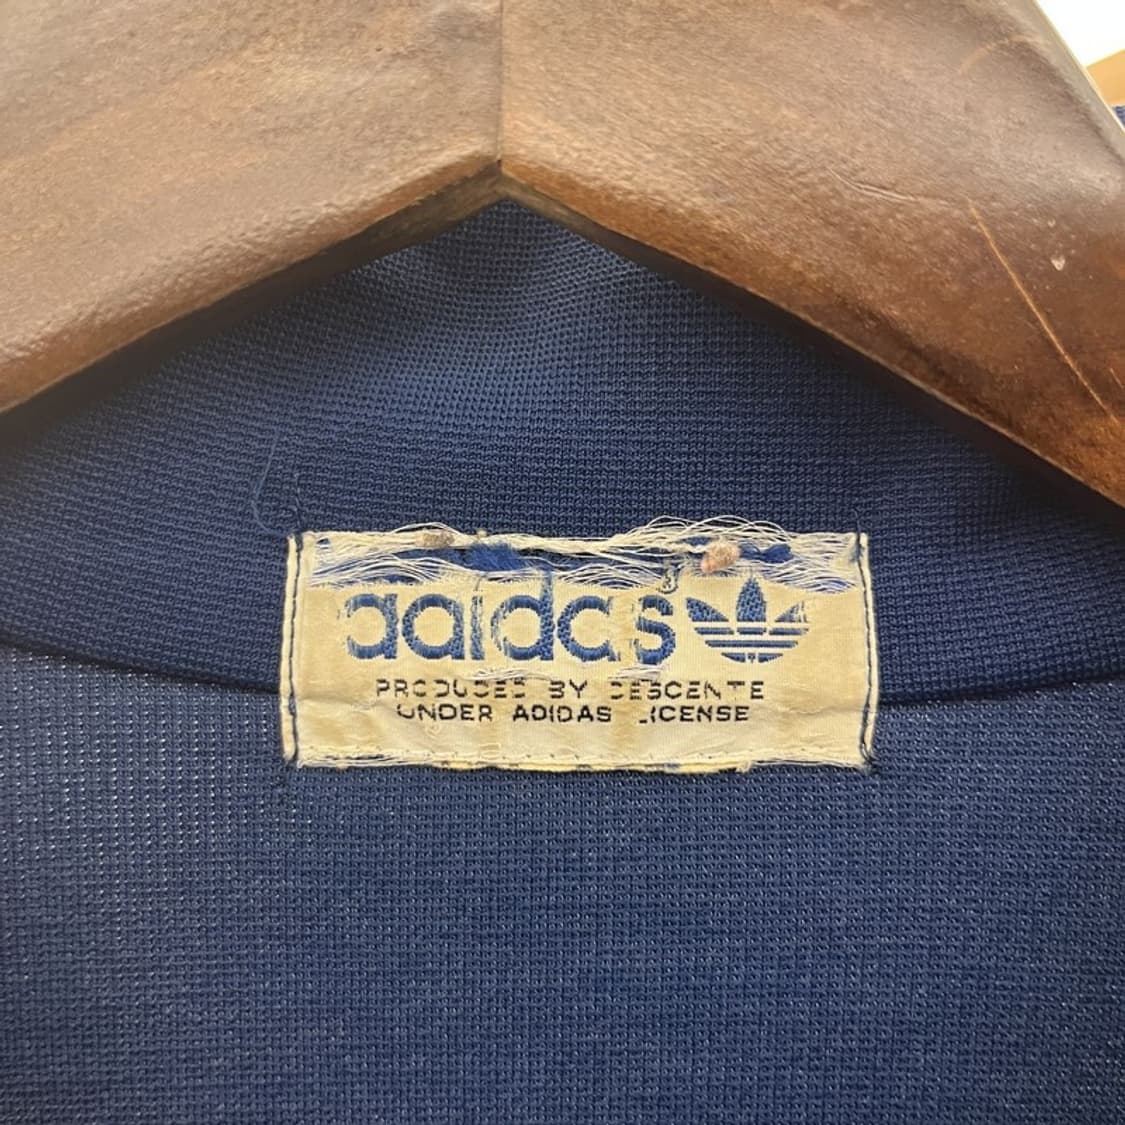 adidas
PRODUCED BY DESCENTE
UNDER ADIDAS LICENSE